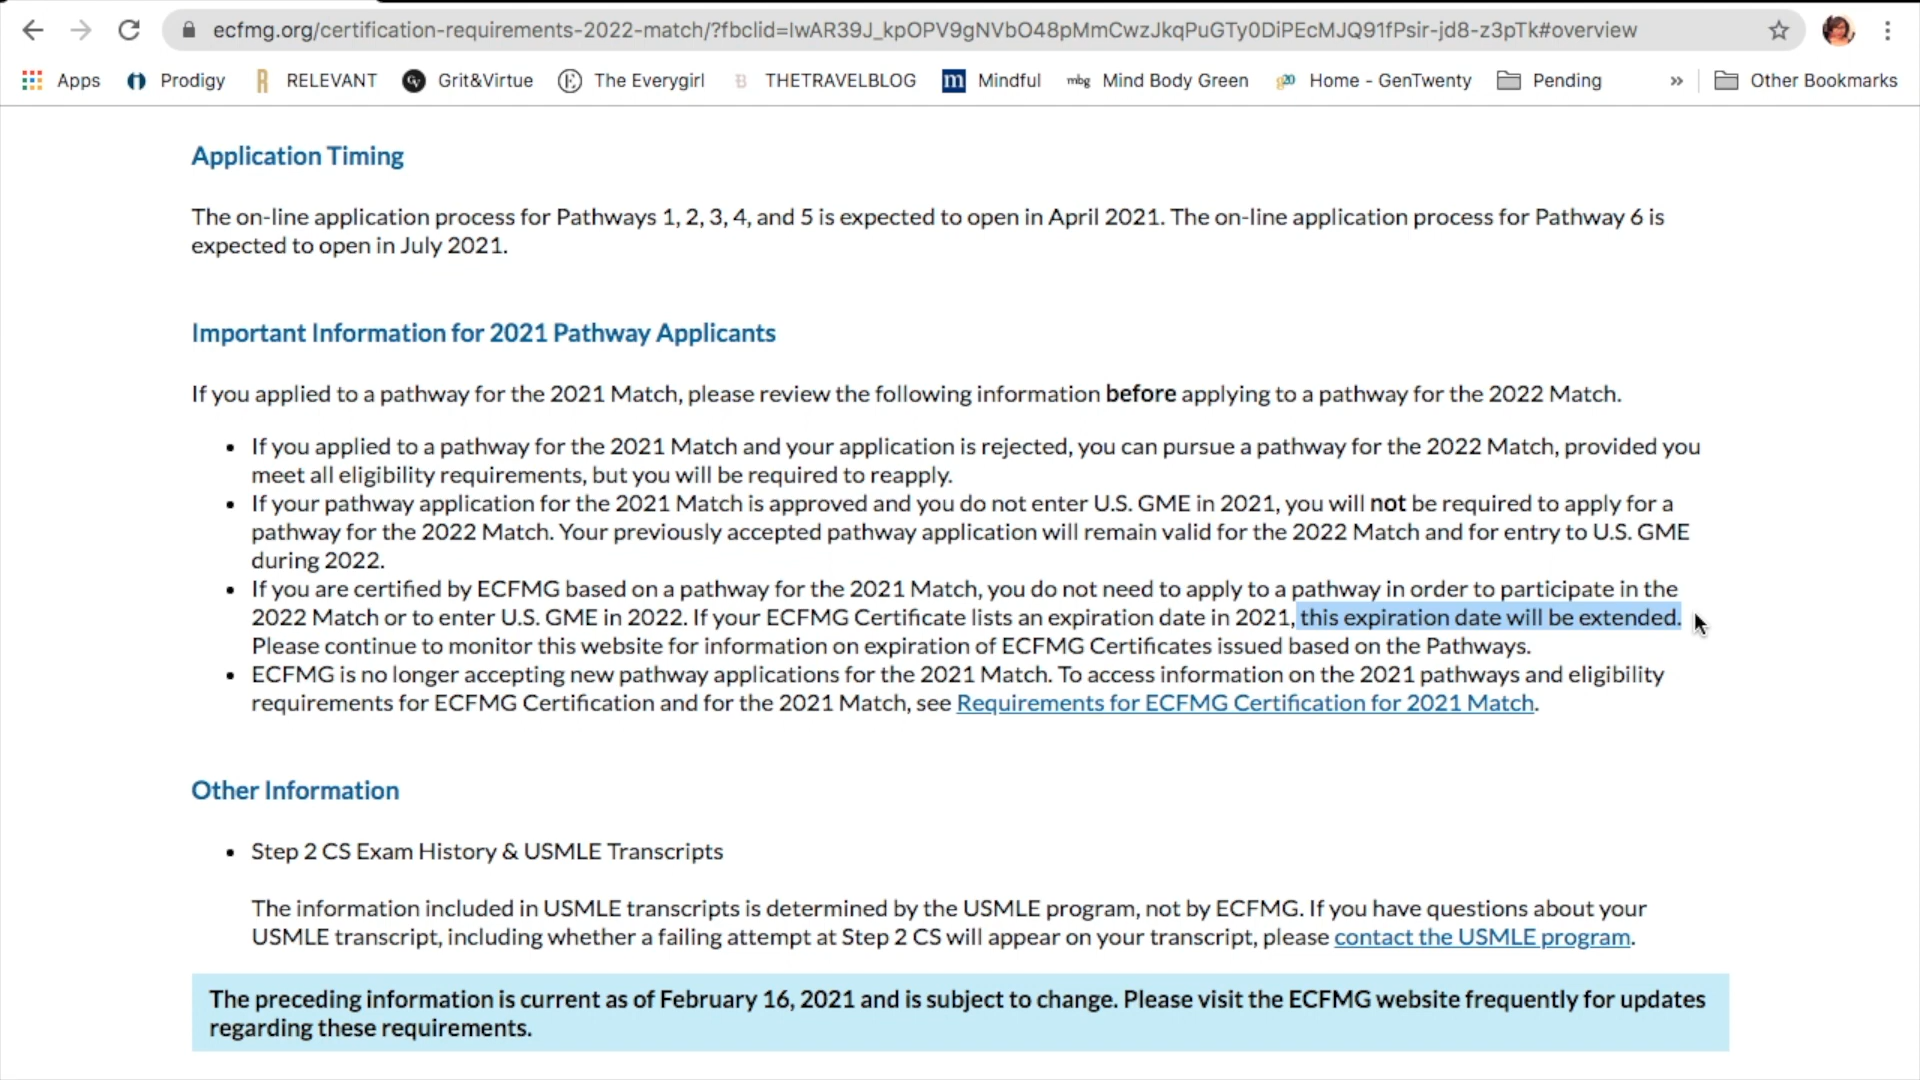 ecfmg.org/certification-requirements-2022-match/?fbclid=IwAR39J_kpOPV9gNVbO48pMmCwzJkqPuGTy0DiPEcMJQ91fPsir-jd8-z3pTk#overview
Apps Prodigy R RELEVANT GV Grit&Virtue E The Everygirl B THETRAVELBLOG m Mindful mbg Mind Body Green g20 Home - GenTwenty Pending » Other Bookmarks
Application Timing
The on-line application process for Pathways 1, 2, 3, 4, and 5 is expected to open in April 2021. The on-line application process for Pathway 6 is
expected to open in July 2021.
Important Information for 2021 Pathway Applicants
If you applied to a pathway for the 2021 Match, please review the following information before applying to a pathway for the 2022 Match.
• If you applied to a pathway for the 2021 Match and your application is rejected, you can pursue a pathway for the 2022 Match, provided you
meet all eligibility requirements, but you will be required to reapply.
• If your pathway application for the 2021 Match is approved and you do not enter U.S. GME in 2021, you will not be required to apply for a
pathway for the 2022 Match. Your previously accepted pathway application will remain valid for the 2022 Match and for entry to U.S. GME
during 2022.
• If you are certified by ECFMG based on a pathway for the 2021 Match, you do not need to apply to a pathway in order to participate in the
2022 Match or to enter U.S. GME in 2022. If your ECFMG Certificate lists an expiration date in 2021, this expiration date will be extended.
Please continue to monitor this website for information on expiration of ECFMG Certificates issued based on the Pathways.
• ECFMG is no longer accepting new pathway applications for the 2021 Match. To access information on the 2021 pathways and eligibility
requirements for ECFMG Certification and for the 2021 Match, see Requirements for ECFMG Certification for 2021 Match.
Other Information
• Step 2 CS Exam History & USMLE Transcripts
The information included in USMLE transcripts is determined by the USMLE program, not by ECFMG. If you have questions about your
USMLE transcript, including whether a failing attempt at Step 2 CS will appear on your transcript, please contact the USMLE program.
The preceding information is current as of February 16, 2021 and is subject to change. Please visit the ECFMG website frequently for updates
regarding these requirements.